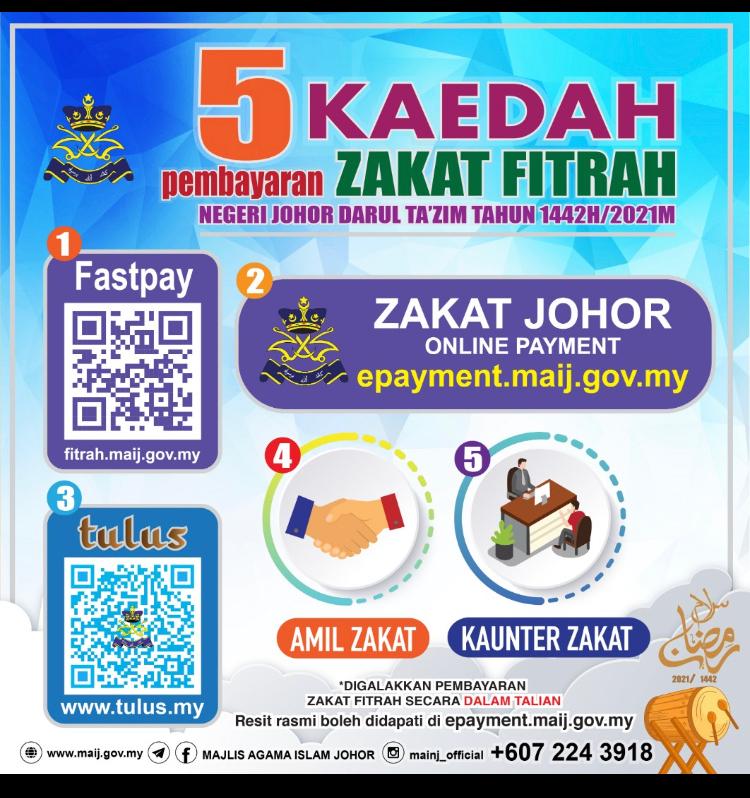 5 KAEDAH
pembayaran ZAKAT FITRAH
NEGERI JOHOR DARUL TA'ZIM TAHUN 1442H/2021M
1
Fastpay
fitrah.maij.gov.my
2
ZAKAT JOHOR
ONLINE PAYMENT
epayment.maij.gov.my
3
tulus
www.tulus.my
4
AMIL ZAKAT
5
KAUNTER ZAKAT
سلام
رمضان
2021/ 1442
*DIGALAKKAN PEMBAYARAN
ZAKAT FITRAH SECARA DALAM TALIAN
Resit rasmi boleh didapati di epayment.maij.gov.my
www.maij.gov.my MAJLIS AGAMA ISLAM JOHOR mainj_official +607 224 3918